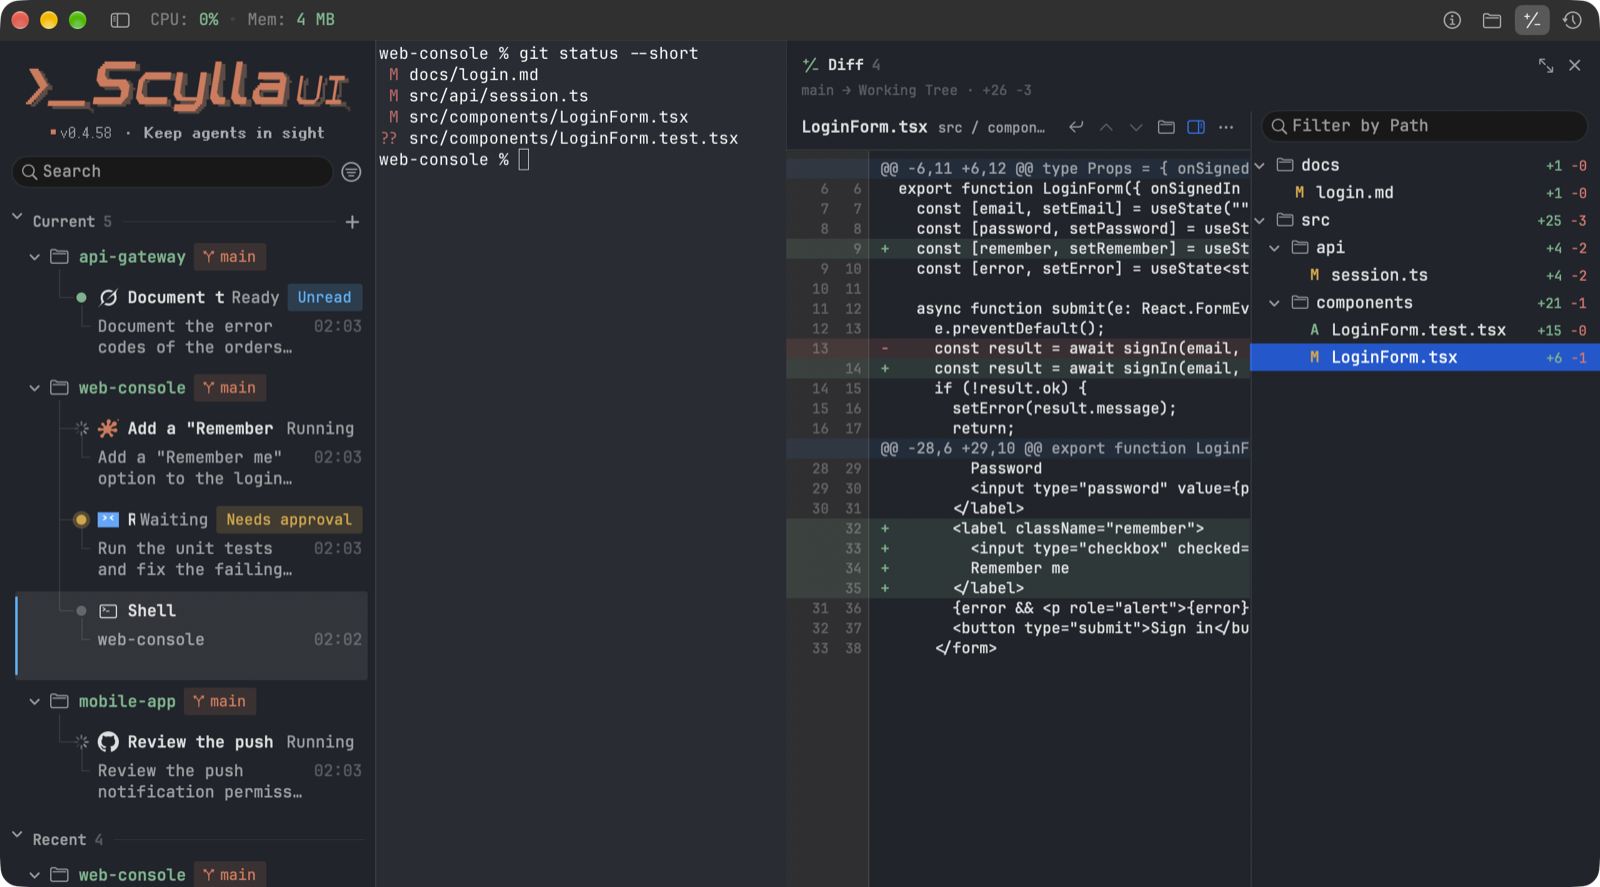 CPU: 0% · Mem: 4 MB
>_Scylla UI
v0.4.58 · Keep agents in sight
Search
Current 5
api-gateway main
Document t Ready Unread
Document the error 02:03
codes of the orders…
web-console main
Add a "Remember Running
Add a "Remember me" 02:03
option to the login…
R Waiting Needs approval
Run the unit tests 02:03
and fix the failing…
Shell
web-console 02:02
mobile-app main
Review the push Running
Review the push 02:03
notification permiss…
Recent 4
web-console main
web-console % git status --short
M docs/login.md
M src/api/session.ts
M src/components/LoginForm.tsx
?? src/components/LoginForm.test.tsx
web-console %
Diff 4
main → Working Tree · +26 -3
LoginForm.tsx src / compon…
@@ -6,11 +6,12 @@ type Props = { onSigned
6 6 export function LoginForm({ onSignedIn
7 7 const [email, setEmail] = useState(""
8 8 const [password, setPassword] = useSt
9 + const [remember, setRemember] = useSt
9 10 const [error, setError] = useState<st
10 11
11 12 async function submit(e: React.FormEv
12 13 e.preventDefault();
13 - const result = await signIn(email,
14 + const result = await signIn(email,
14 15 if (!result.ok) {
15 16 setError(result.message);
16 17 return;
@@ -28,6 +29,10 @@ export function LoginF
28 29 Password
29 30 <input type="password" value={p
30 31 </label>
32 + <label className="remember">
33 + <input type="checkbox" checked=
34 + Remember me
35 + </label>
31 36 {error && <p role="alert">{error}
32 37 <button type="submit">Sign in</bu
33 38 </form>
Filter by Path
docs +1 -0
M login.md +1 -0
src +25 -3
api +4 -2
M session.ts +4 -2
components +21 -1
A LoginForm.test.tsx +15 -0
M LoginForm.tsx +6 -1